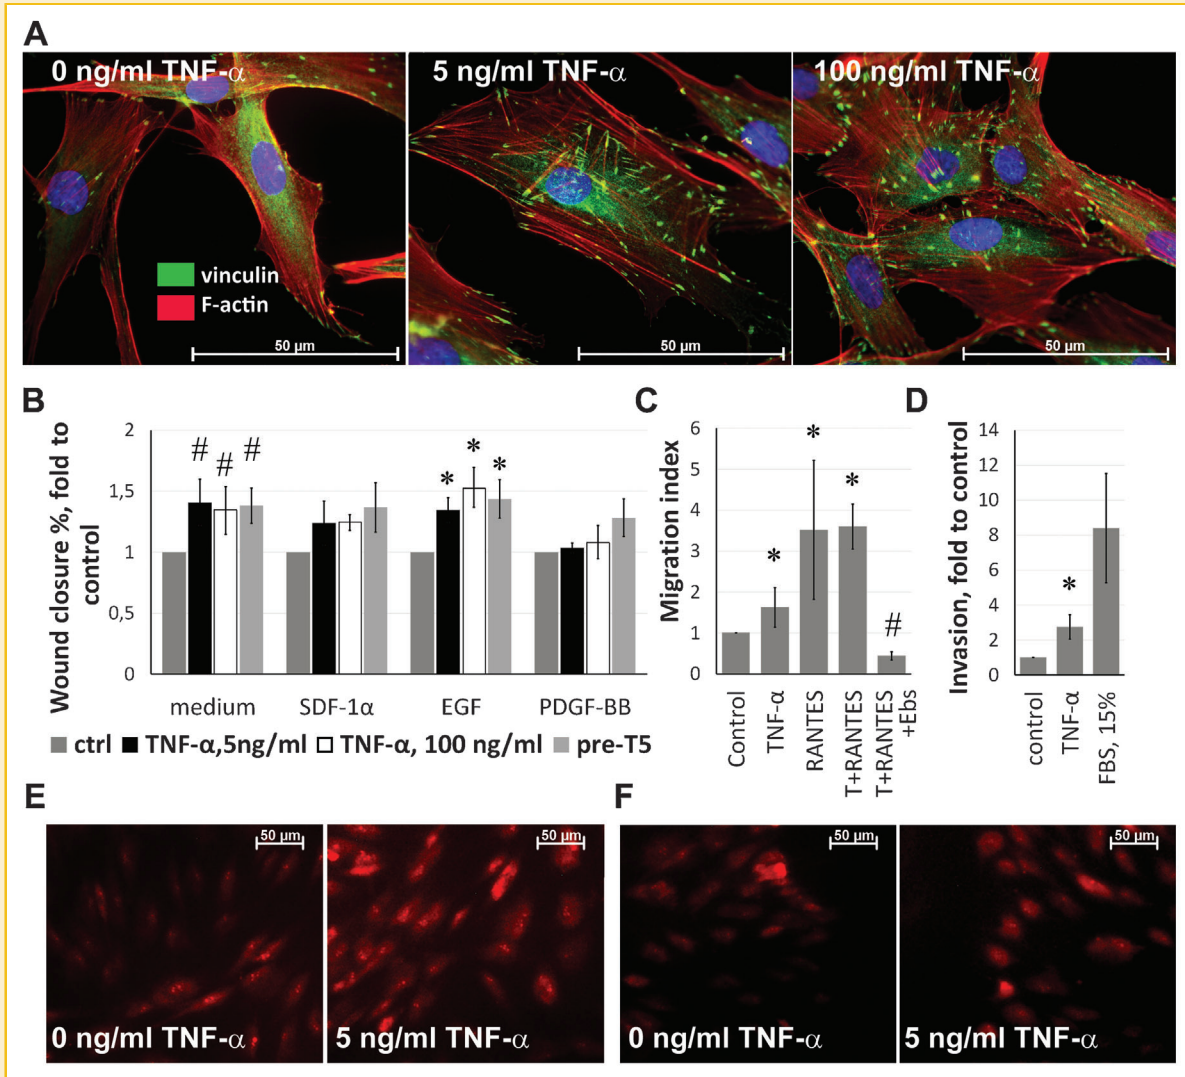 A
0 ng/ml TNF-α
5 ng/ml TNF-α
100 ng/ml TNF-α
vinculin
F-actin
50 µm
50 µm
50 µm
B
Wound closure %, fold to
control
2
1,5
1
0,5
0
# # #
* * *
medium
SDF-1α
EGF
PDGF-BB
ctrl
TNF-α,5ng/ml
TNF-α, 100 ng/ml
pre-T5
C
Migration index
6
5
4
3
2
1
0
* * * #
Control
TNF-α
RANTES
T+RANTES
T+RANTES
+Ebs
D
Invasion, fold to control
14
12
10
8
6
4
2
0
*
control
TNF-α
FBS, 15%
E
50 µm
50 µm
0 ng/ml TNF-α
5 ng/ml TNF-α
F
50 µm
50 µm
0 ng/ml TNF-α
5 ng/ml TNF-α